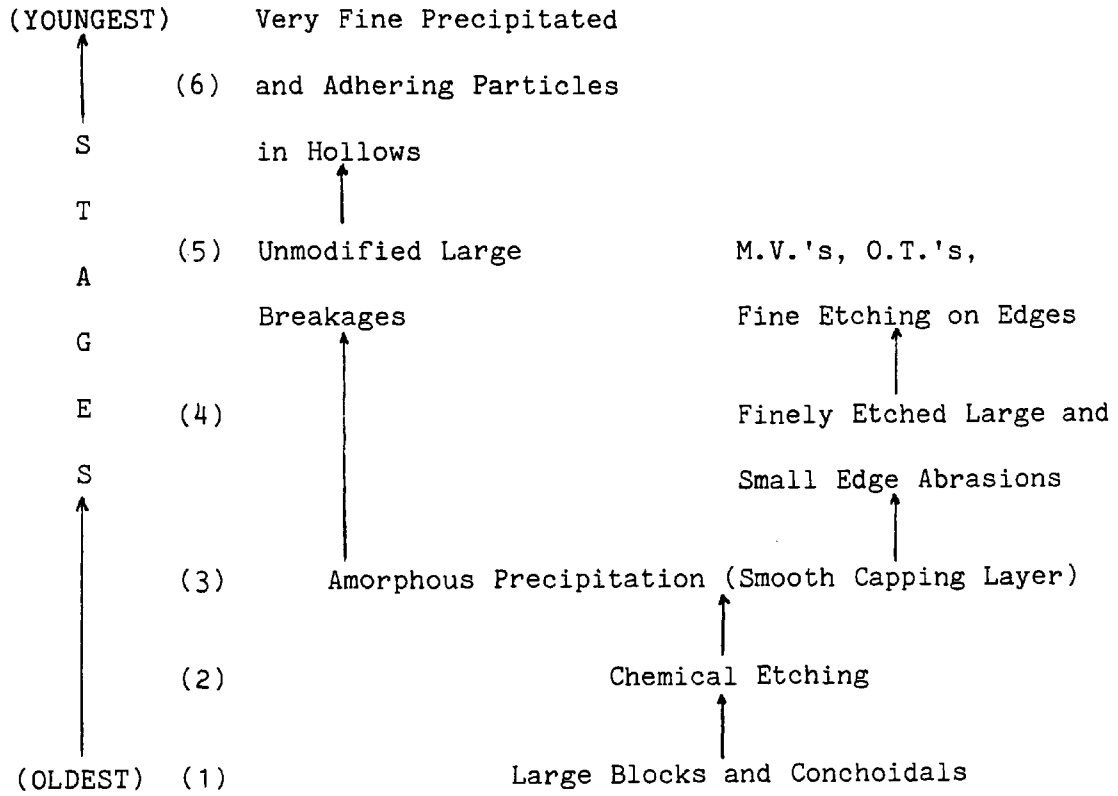 (YOUNGEST) Very Fine Precipitated
(6) and Adhering Particles
S in Hollows
T
(5) Unmodified Large M.V.'s, O.T.'s,
A
Breakages Fine Etching on Edges
G
E (4) Finely Etched Large and
S Small Edge Abrasions
(3) Amorphous Precipitation (Smooth Capping Layer)
(2) Chemical Etching
(OLDEST) (1) Large Blocks and Conchoidals